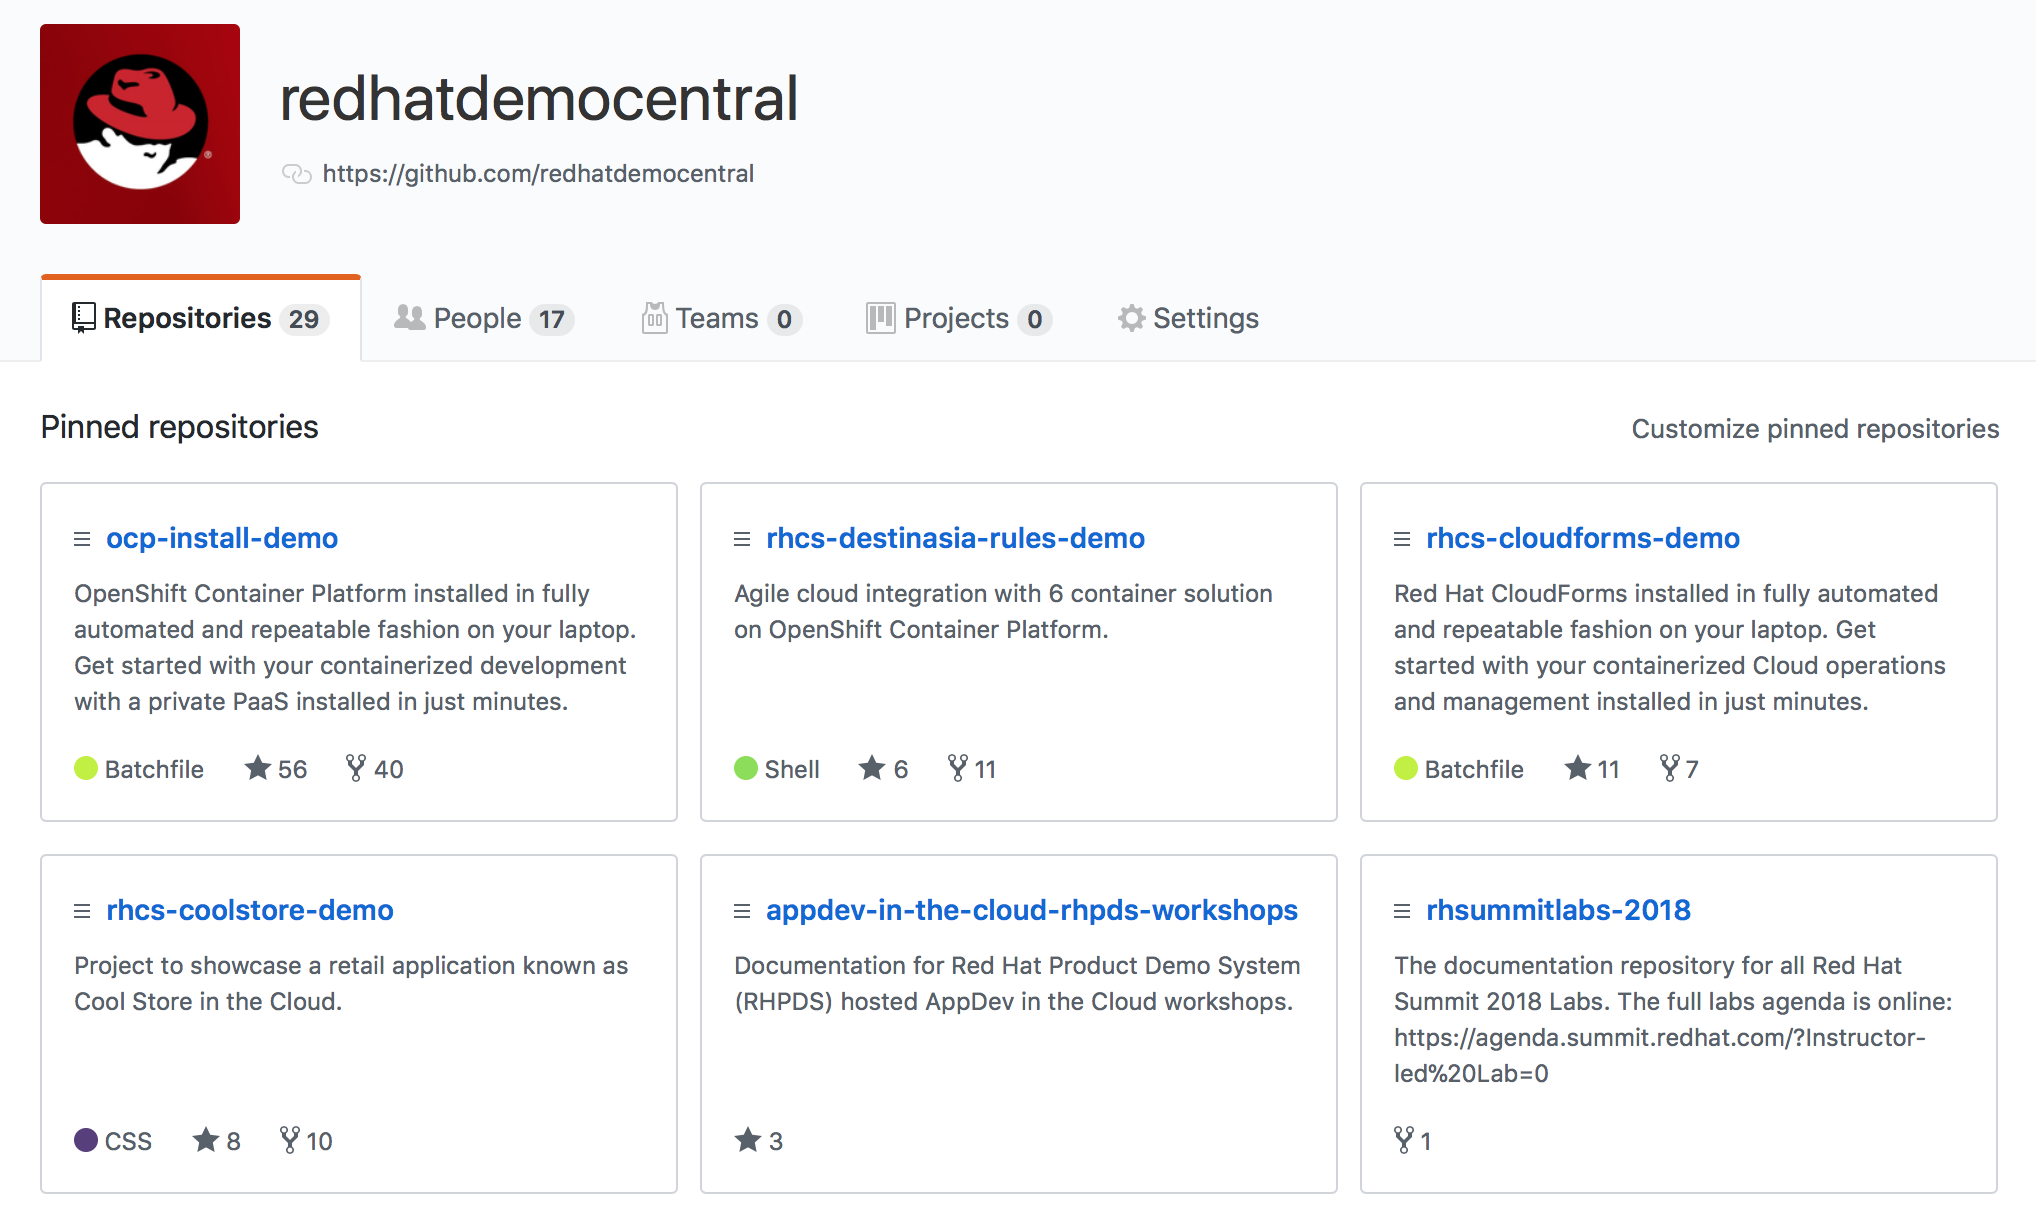 redhatdemocentral
https://github.com/redhatdemocentral
Repositories 29 People 17 Teams 0 Projects 0 Settings
Pinned repositories
Customize pinned repositories
ocp-install-demo
OpenShift Container Platform installed in fully
automated and repeatable fashion on your laptop.
Get started with your containerized development
with a private PaaS installed in just minutes.
Batchfile 56 40
rhcs-destinasia-rules-demo
Agile cloud integration with 6 container solution
on OpenShift Container Platform.
Shell 6 11
rhcs-cloudforms-demo
Red Hat CloudForms installed in fully automated
and repeatable fashion on your laptop. Get
started with your containerized Cloud operations
and management installed in just minutes.
Batchfile 11 7
rhcs-coolstore-demo
Project to showcase a retail application known as
Cool Store in the Cloud.
CSS 8 10
appdev-in-the-cloud-rhpds-workshops
Documentation for Red Hat Product Demo System
(RHPDS) hosted AppDev in the Cloud workshops.
3
rhsummitlabs-2018
The documentation repository for all Red Hat
Summit 2018 Labs. The full labs agenda is online:
https://agenda.summit.redhat.com/?Instructor-
led%20Lab=0
1